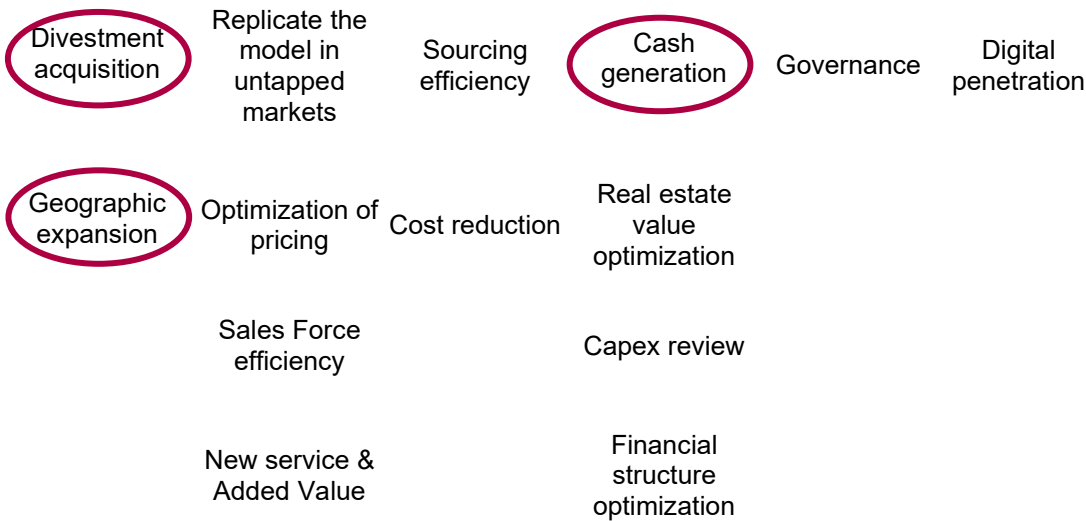 Divestment
acquisition
Replicate the
model in
untapped
markets
Sourcing
efficiency
Cash
generation
Governance
Digital
penetration
Geographic
expansion
Optimization of
pricing
Cost reduction
Real estate
value
optimization
Sales Force
efficiency
Capex review
New service &
Added Value
Financial
structure
optimization